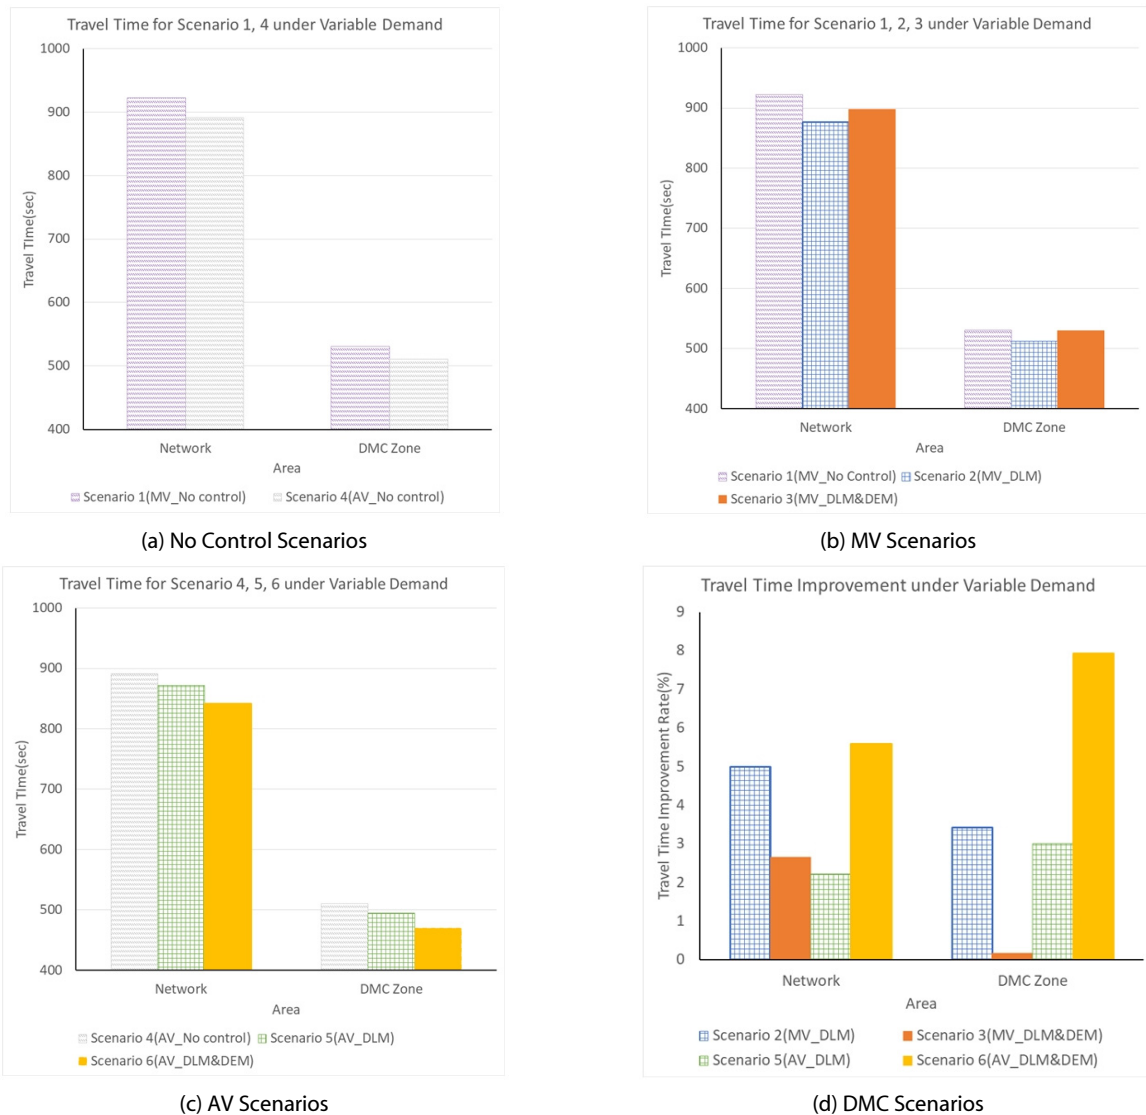 Travel Time for Scenario 1, 4 under Variable Demand
1000
900
800
700
600
500
400
Travel TIme(sec)
Network
DMC Zone
Area
Scenario 1(MV_No control)
Scenario 4(AV_No control)
(a) No Control Scenarios
Travel Time for Scenario 1, 2, 3 under Variable Demand
1000
900
800
700
600
500
400
Travel TIme(sec)
Network
DMC Zone
Area
Scenario 1(MV_No Control)
Scenario 2(MV_DLM)
Scenario 3(MV_DLM&DEM)
(b) MV Scenarios
Travel Time for Scenario 4, 5, 6 under Variable Demand
1000
900
800
700
600
500
400
Travel TIme(sec)
Network
DMC Zone
Area
Scenario 4(AV_No control)
Scenario 5(AV_DLM)
Scenario 6(AV_DLM&DEM)
(c) AV Scenarios
Travel Time Improvement under Variable Demand
9
8
7
6
5
4
3
2
1
0
Travel Time Improvement Rate(%)
Network
DMC Zone
Area
Scenario 2(MV_DLM)
Scenario 3(MV_DLM&DEM)
Scenario 5(AV_DLM)
Scenario 6(AV_DLM&DEM)
(d) DMC Scenarios